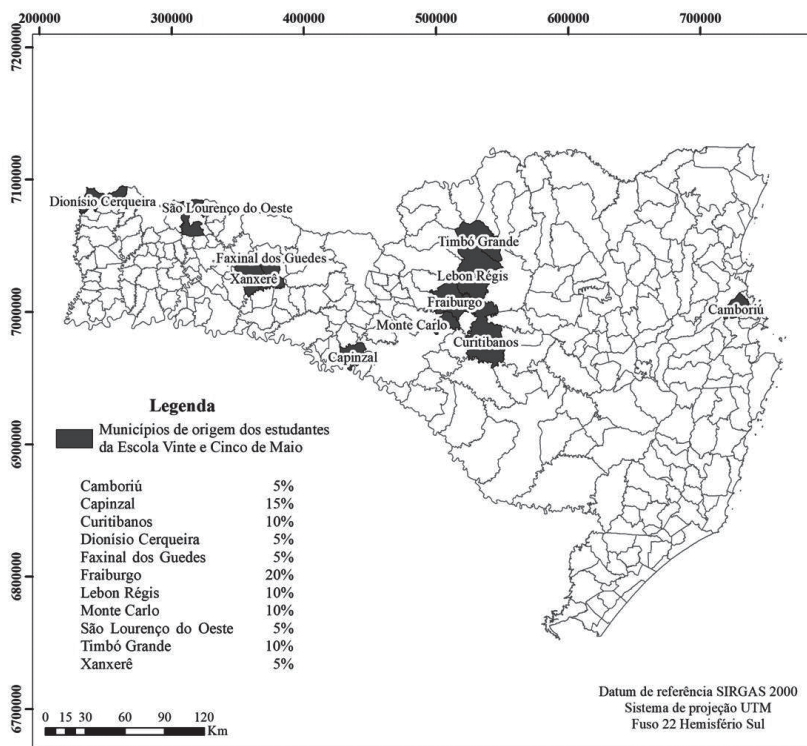 200000 300000 400000 500000 600000 700000
7200000
7100000
7000000
6900000
6800000
6700000
Dionísio Cerqueira
São Lourenço do Oeste
Faxinal dos Guedes
Xanxerê
Timbó Grande
Lebon Régis
Fraiburgo
Monte Carlo
Curitibanos
Capinzal
Camboriú
Legenda
Municípios de origem dos estudantes
da Escola Vinte e Cinco de Maio
Camboriú 5%
Capinzal 15%
Curitibanos 10%
Dionísio Cerqueira 5%
Faxinal dos Guedes 5%
Fraiburgo 20%
Lebon Régis 10%
Monte Carlo 10%
São Lourenço do Oeste 5%
Timbó Grande 10%
Xanxerê 5%
0 15 30 60 90 120
Km
Datum de referência SIRGAS 2000
Sistema de projeção UTM
Fuso 22 Hemisfério Sul